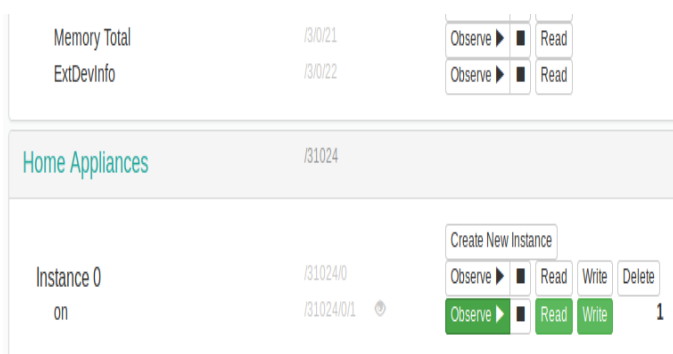 Memory Total /3/0/21 Observe Read
ExtDevInfo /3/0/22 Observe Read
Home Appliances /31024
Create New Instance
Instance 0 /31024/0 Observe Read Write Delete
on /31024/0/1 Observe Read Write 1